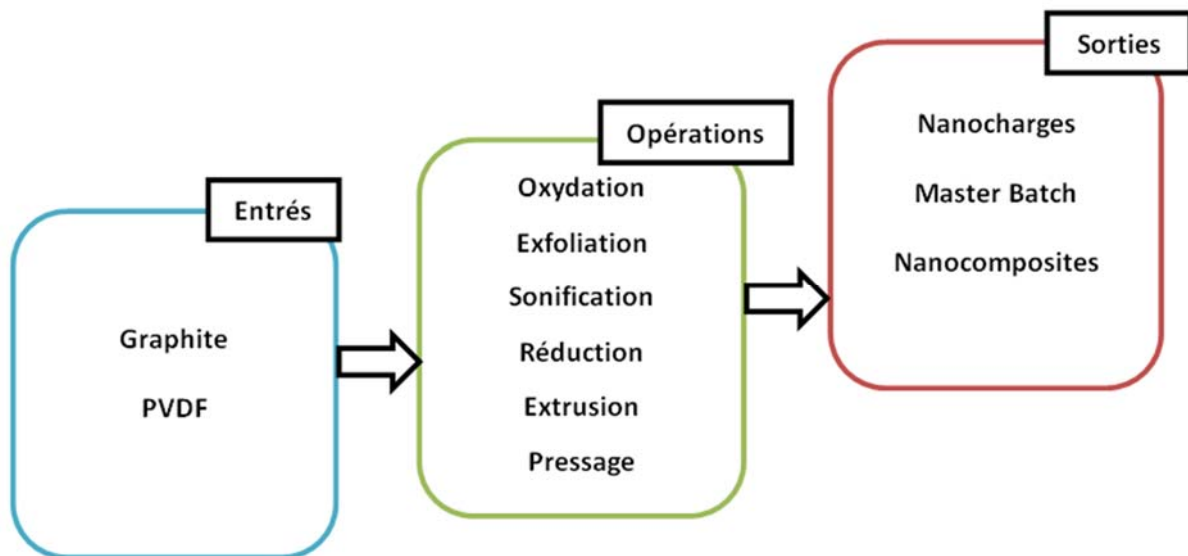 Entrés
Graphite
PVDF
Opérations
Oxydation
Exfoliation
Sonification
Réduction
Extrusion
Pressage
Sorties
Nanocharges
Master Batch
Nanocomposites